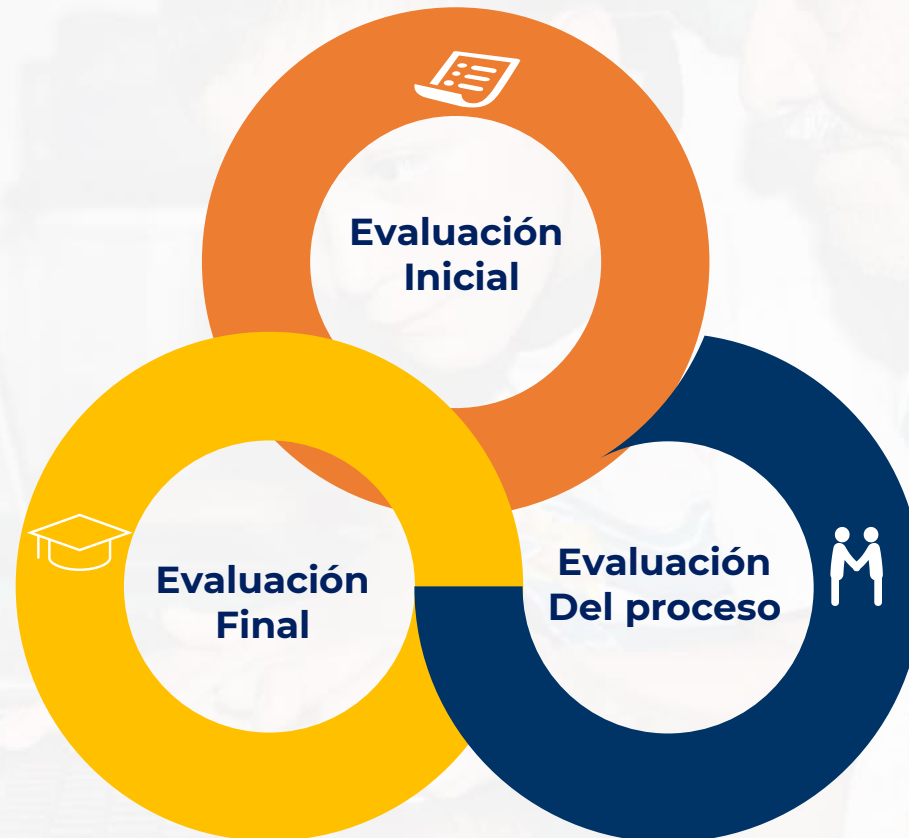 Evaluación
Inicial
Evaluación
Final
Evaluación
Del proceso